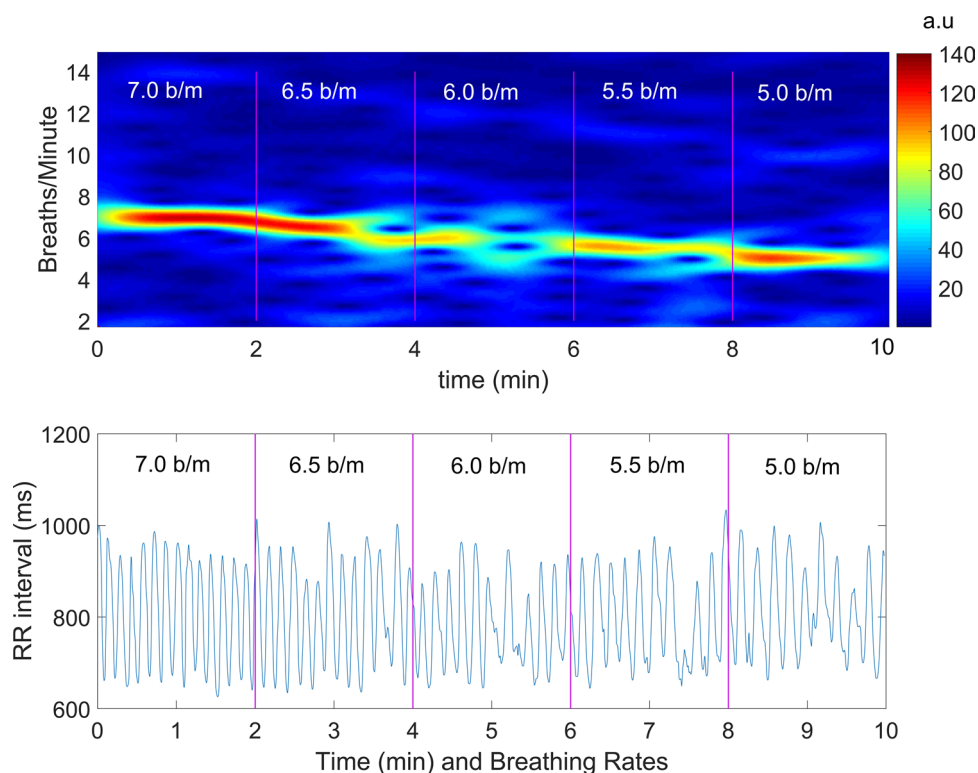 a.u
7.0 b/m 6.5 b/m 6.0 b/m 5.5 b/m 5.0 b/m
Breaths/Minute
14
12
10
8
6
4
2
0 2 4 6 8 10
time (min)
140
120
100
80
60
40
20
7.0 b/m 6.5 b/m 6.0 b/m 5.5 b/m 5.0 b/m
RR interval (ms)
1200
1000
800
600
0 1 2 3 4 5 6 7 8 9 10
Time (min) and Breathing Rates